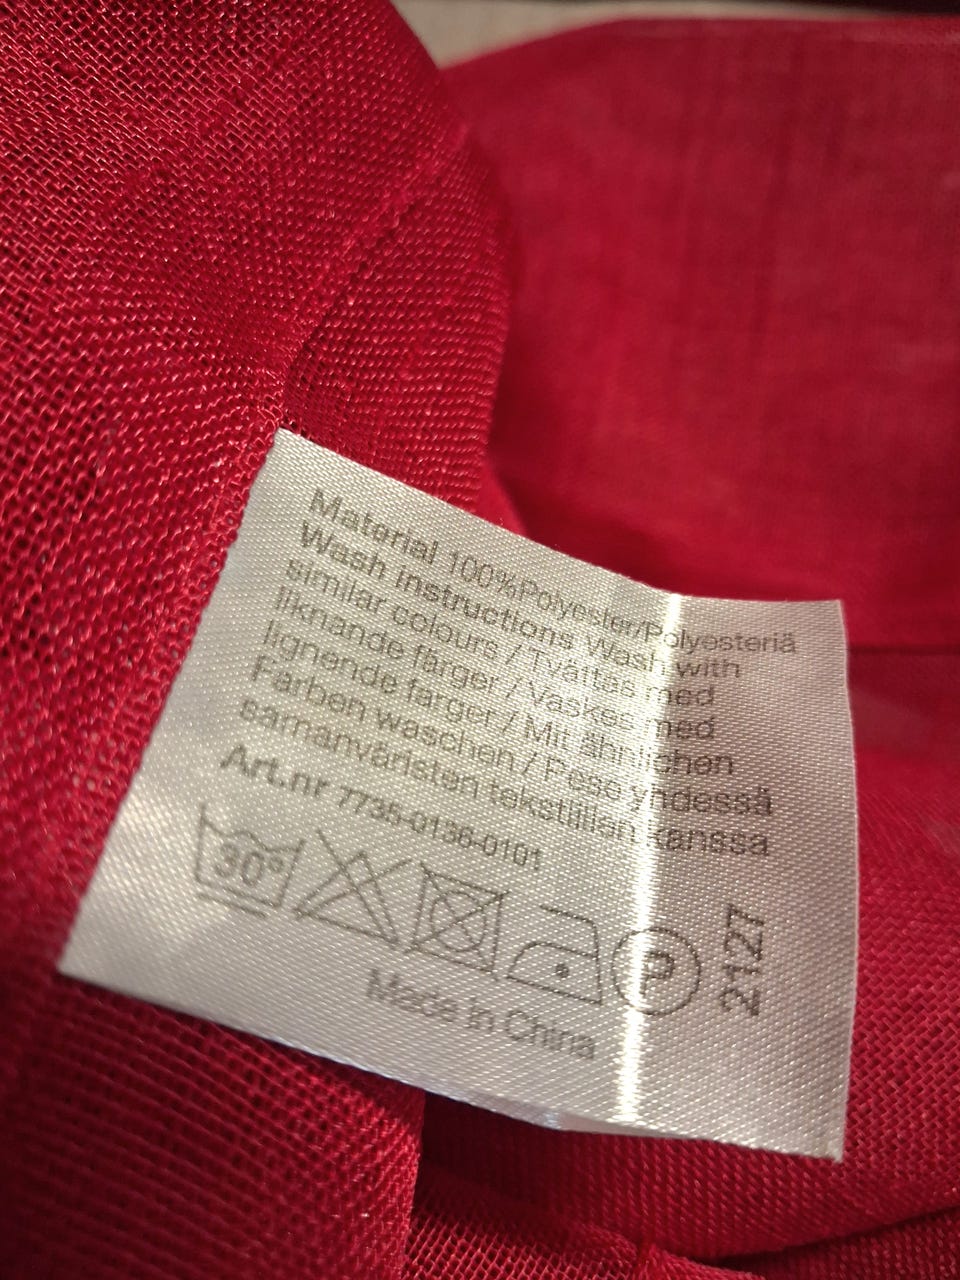 Material 100%Polyester/Polyesteriä
Wash instructions Wash with
similar colours / Tvättas med
liknande färger / Vaskes med
lignende farger / Mit ähnlichen
Farben waschen / Pese yhdessä
samanväristen tekstiilien kanssa
Art.nr 7735-0136-0101
30°
P
2127
Made in China